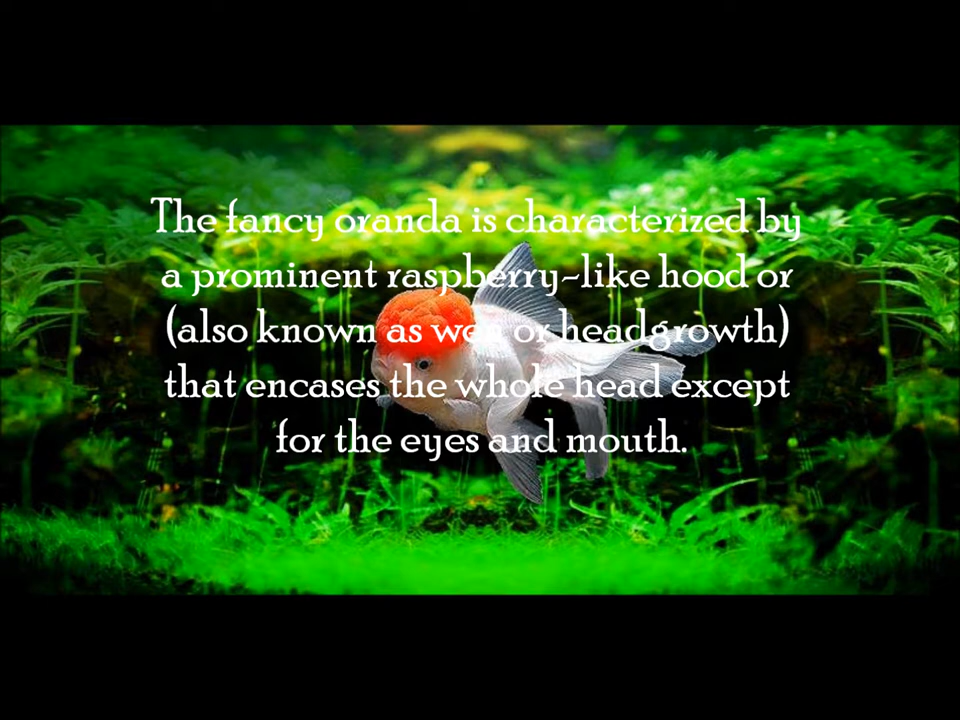 The fancy oranda is characterized by
a prominent raspberry-like hood or
(also known as wen or headgrowth)
that encases the whole head except
for the eyes and mouth.